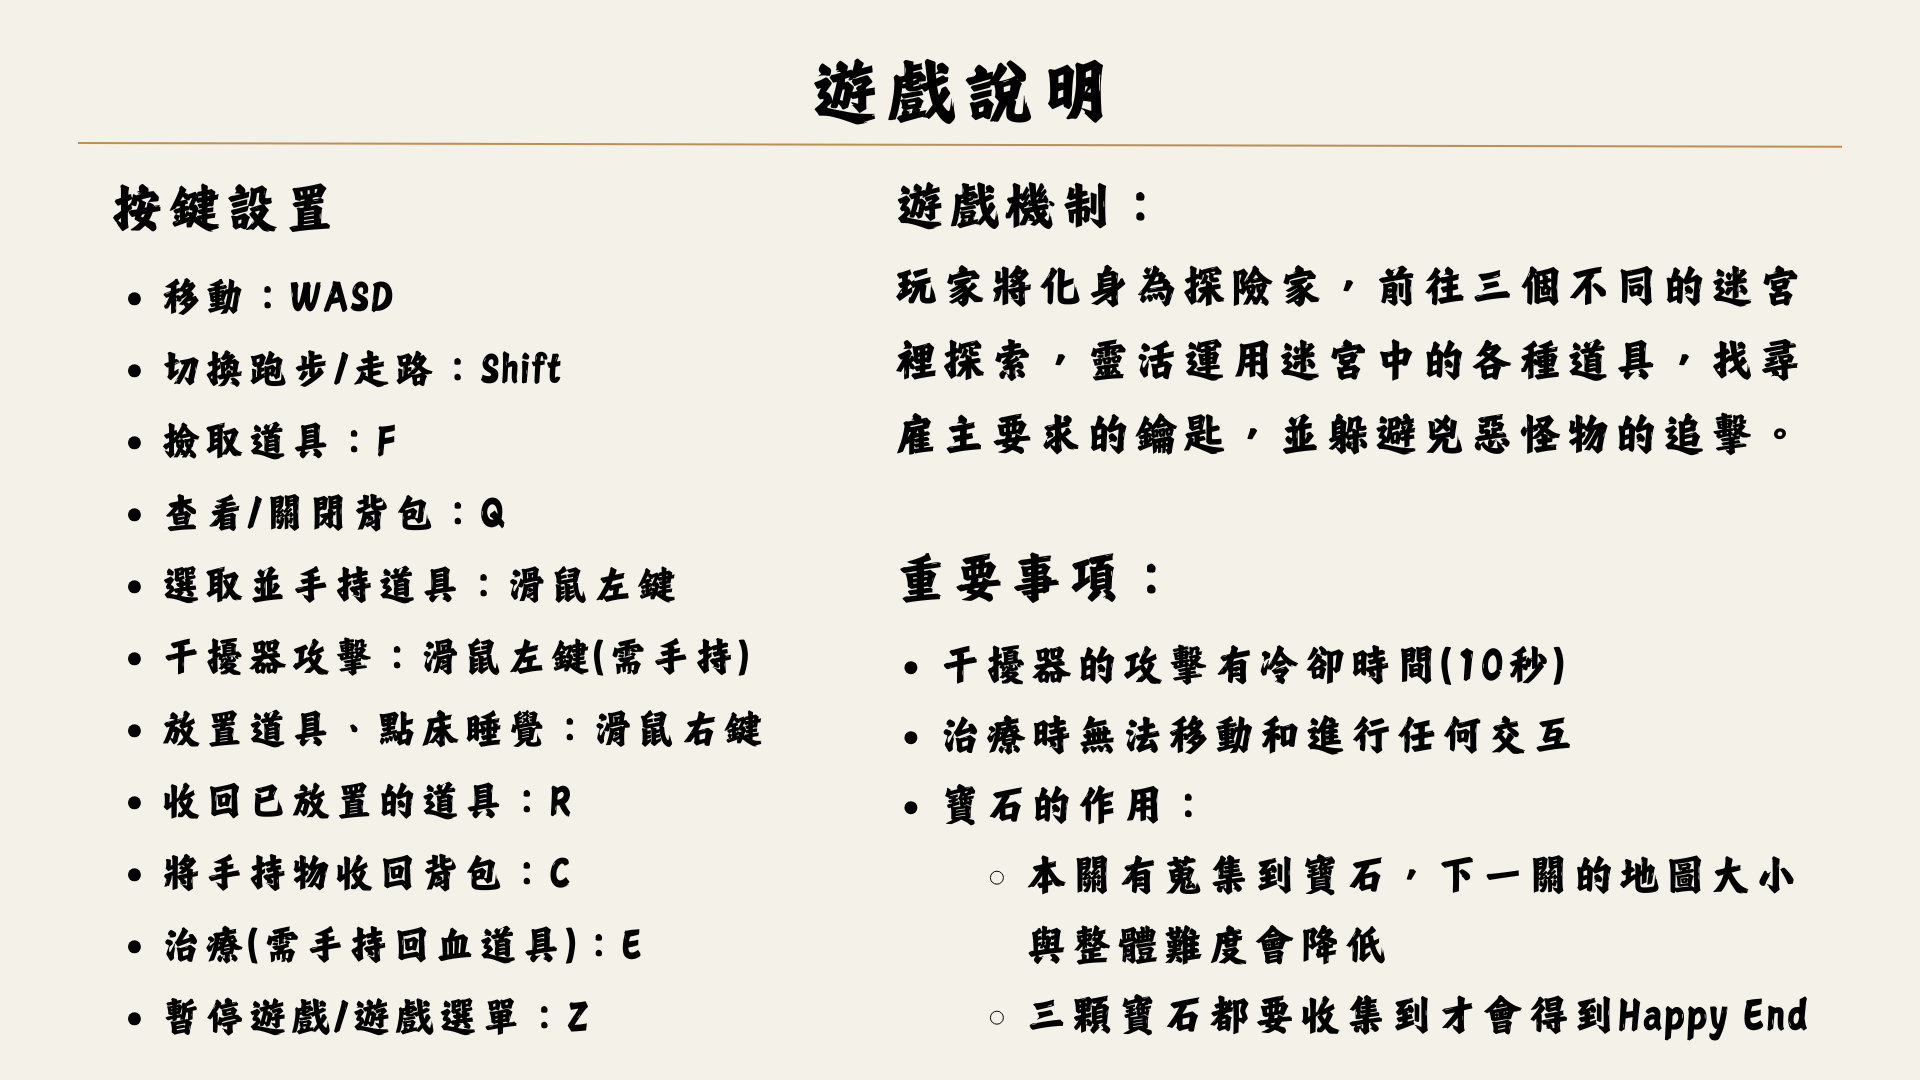 遊戲說明
按鍵設置
• 移動：WASD
• 切換跑步/走路：Shift
• 撿取道具：F
• 查看/關閉背包：Q
• 選取並手持道具：滑鼠左鍵
• 干擾器攻擊：滑鼠左鍵(需手持)
• 放置道具、點床睡覺：滑鼠右鍵
• 收回已放置的道具：R
• 將手持物收回背包：C
• 治療(需手持回血道具)：E
• 暫停遊戲/遊戲選單：Z
遊戲機制：
玩家將化身為探險家，前往三個不同的迷宮
裡探索，靈活運用迷宮中的各種道具，找尋
雇主要求的鑰匙，並躲避兇惡怪物的追擊。
重要事項：
• 干擾器的攻擊有冷卻時間(10秒)
• 治療時無法移動和進行任何交互
• 寶石的作用：
○ 本關有蒐集到寶石，下一關的地圖大小
與整體難度會降低
○ 三顆寶石都要收集到才會得到Happy End